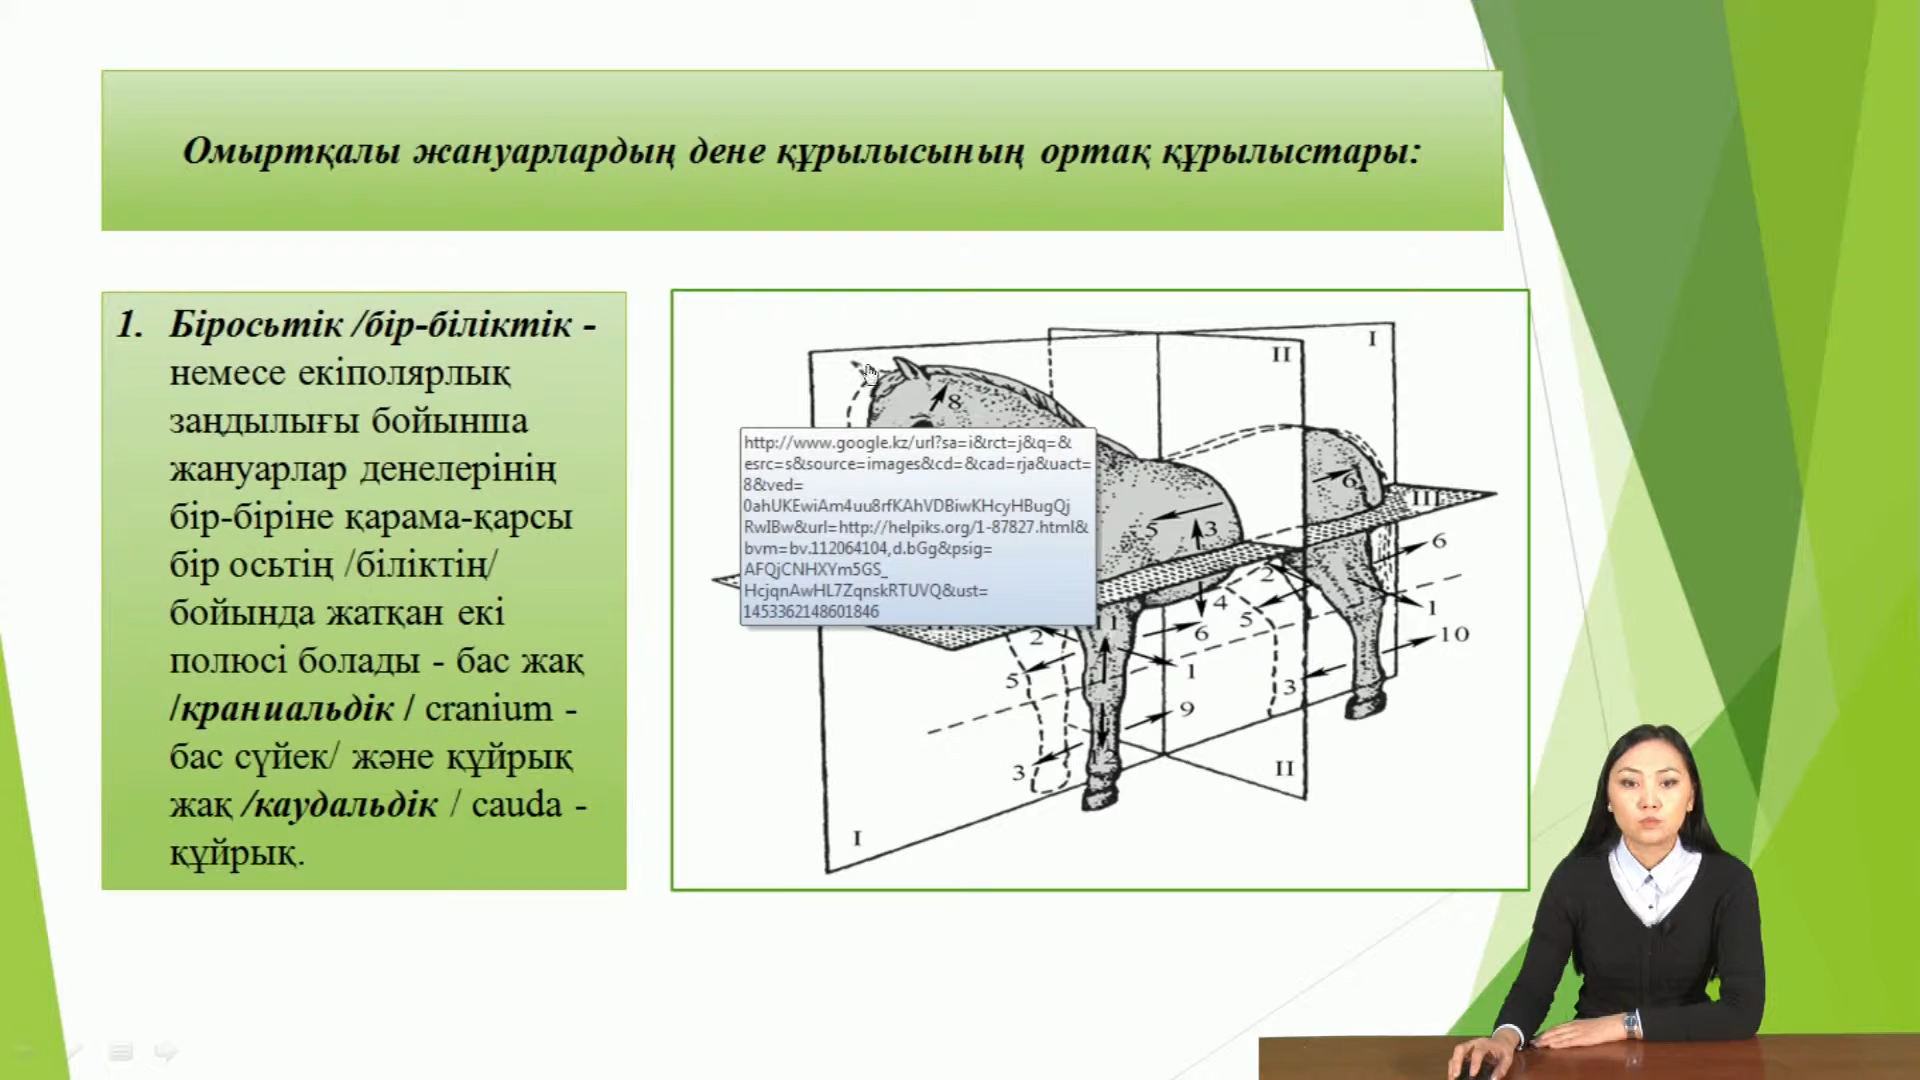 Омыртқалы жануарлардың дене құрылысының ортақ құрылыстары:
1. Біросьтік /бір-біліктік -
немесе екіполярлық
заңдылығы бойынша
жануарлар денелерінің
бір-біріне қарама-қарсы
бір осьтің /біліктің/
бойында жатқан екі
полюсі болады - бас жақ
/краниальдік / cranium -
бас сүйек/ және құйрық
жақ /каудальдік / cauda -
құйрық.
I
II
8
6
III
http://www.google.kz/url?sa=i&rct=j&q=&
esrc=s&source=images&cd=&cad=rja&uact=
8&ved=
0ahUKEwiAm4uu8rfKAhVDBiwKHcyHBugQj
RwIBw&url=http://helpiks.org/1-87827.html&
bvm=bv.112064104,d.bGg&psig=
AFQjCNHXYm5GS_
HcjqnAwHL7ZqnskRTUVQ&ust=
1453362148601846
5
3
6
2
4
5
1
11
2
6
10
5
1
3
9
12
3
II
I